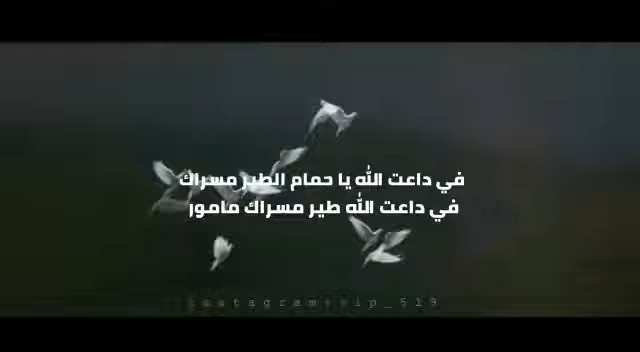 في داعت الله يا حمام الطير مسراك
في داعت الله طير مسراك مامور